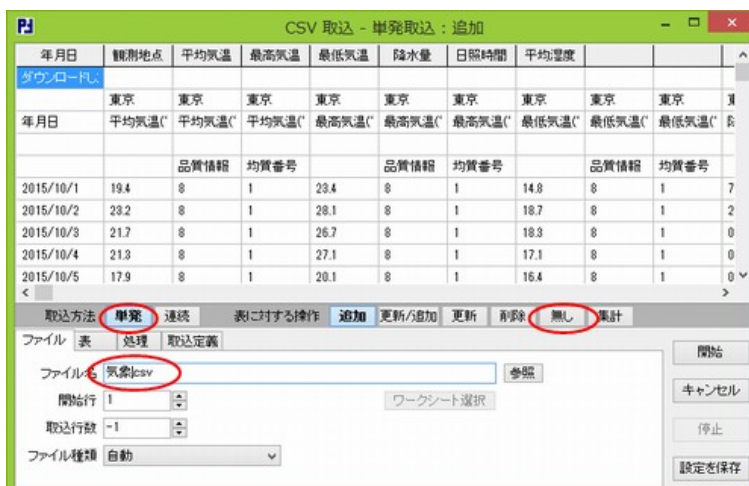 CSV 取込 - 単発取込 : 追加
年月日 観測地点 平均気温 最高気温 最低気温 降水量 日照時間 平均湿度
ダウンロードし
東京 東京 東京 東京 東京 東京 東京 東京 東京
年月日 平均気温(℃ 平均気温(℃ 平均気温(℃ 最高気温(℃ 最高気温(℃ 最高気温(℃ 最低気温(℃ 最低気温(℃ 最低気温(℃
品質情報 均質番号 品質情報 均質番号 品質情報 均質番号
2015/10/1 19.4 8 1 23.4 8 1 14.8 8 1 7
2015/10/2 23.2 8 1 28.1 8 1 18.7 8 1 2
2015/10/3 21.7 8 1 26.7 8 1 18.3 8 1 0
2015/10/4 21.3 8 1 27.1 8 1 17.1 8 1 0
2015/10/5 17.9 8 1 20.1 8 1 16.4 8 1 0
取込方法 単発 連続 表に対する操作 追加 更新/追加 更新 削除 無し 集計
ファイル 表 処理 取込定義
開始
ファイル名 気象.csv 参照
キャンセル
開始行 1 ワークシート選択
取込行数 -1
停止
ファイル種類 自動
設定を保存